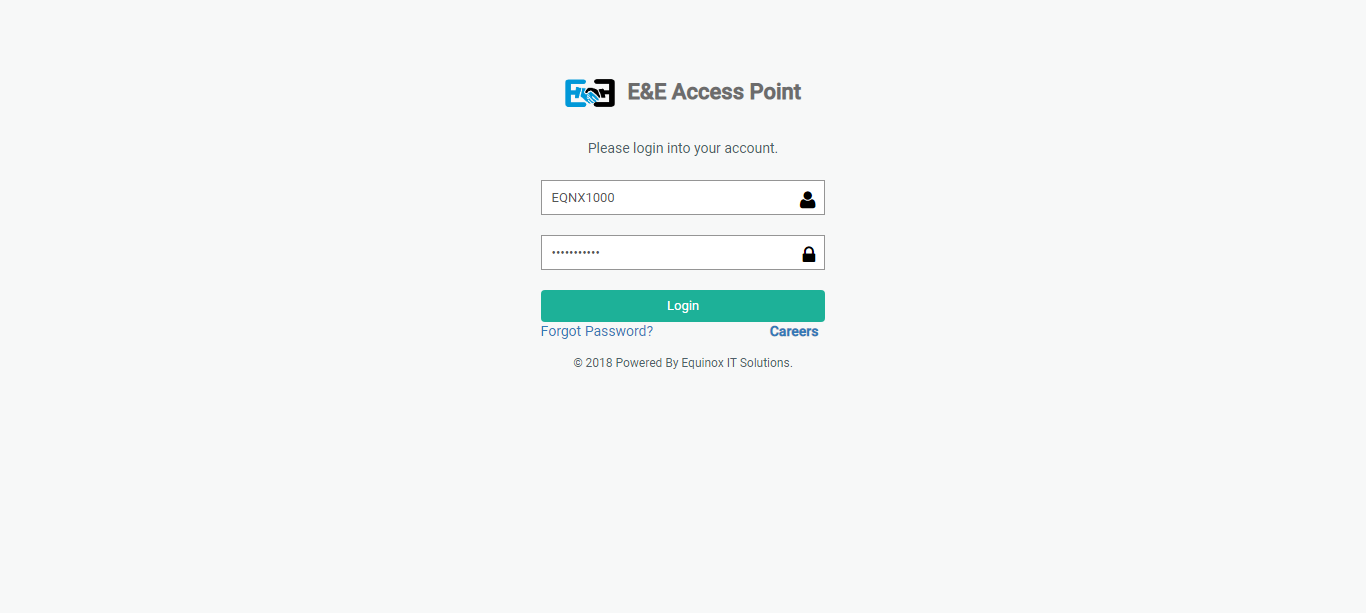 E&E Access Point
Please login into your account.
EQNX1000
•••••••••••
Login
Forgot Password? Careers
© 2018 Powered By Equinox IT Solutions.